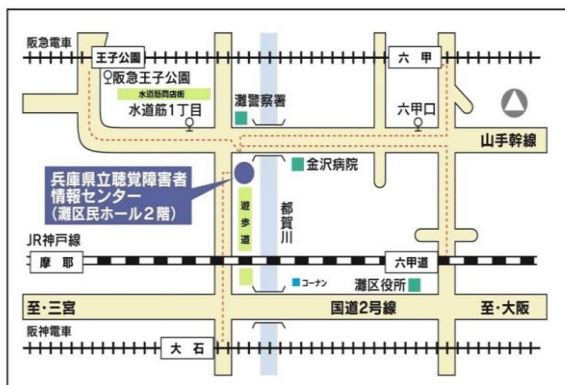 阪急電車
王子公園
六甲
阪急王子公園
水道筋商店街
水道筋1丁目
灘警察署
六甲口
山手幹線
金沢病院
兵庫県立聴覚障害者
情報センター
(灘区民ホール2階)
遊歩道
都賀川
JR神戸線
摩耶
六甲道
コーナン
灘区役所
至・三宮
国道2号線
至・大阪
阪神電車
大石